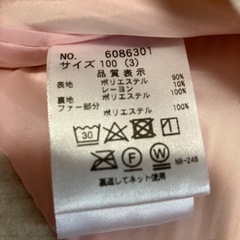 NO. 6086301
サイズ 100 (3)
品質表示
表地 ポリエステル 90%
レーヨン 10%
裏地 ポリエステル 100%
ファー部分
ポリエステル 100%
30
F W
NR-248
裏返してネット使用